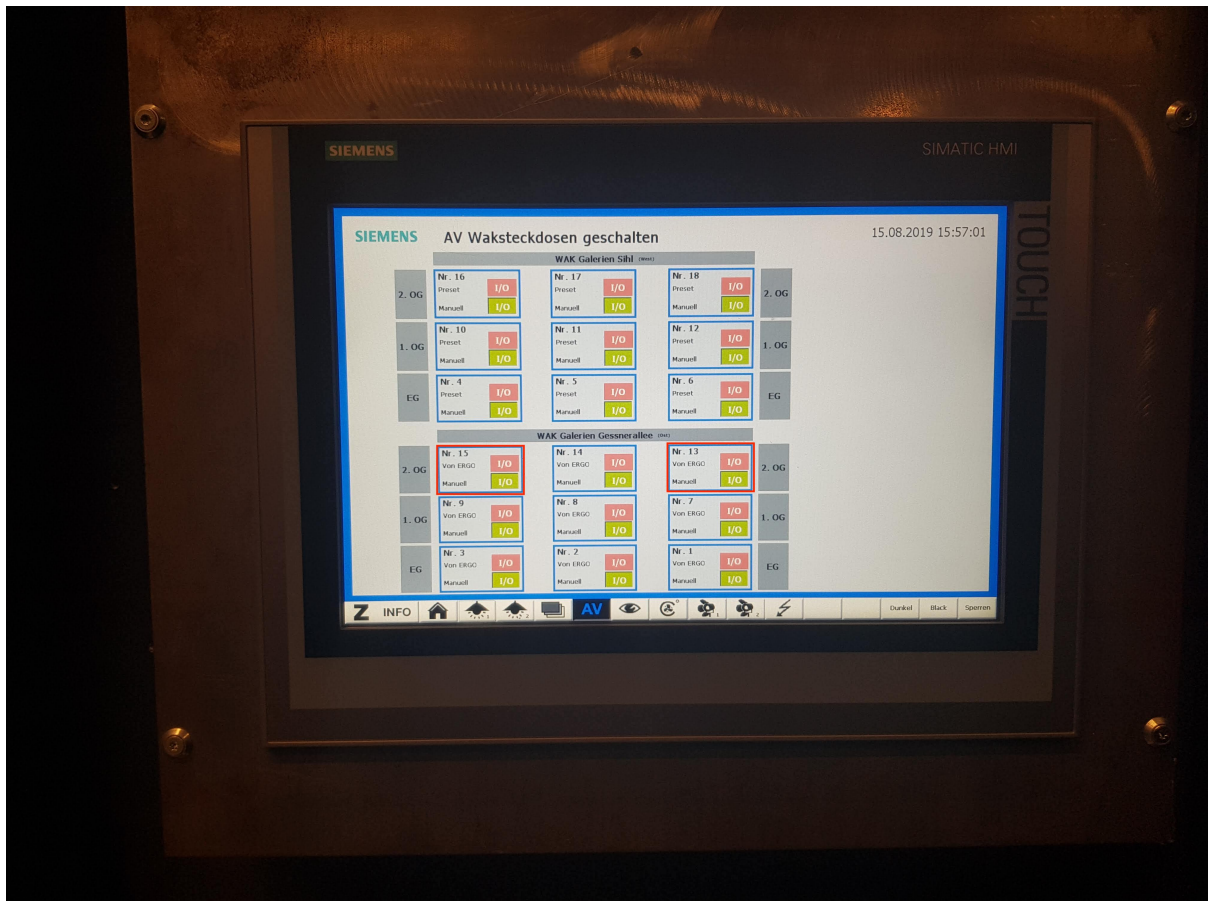 SIEMENS
SIMATIC HMI
TOUCH
SIEMENS AV Waksteckdosen geschalten 15.08.2019 15:57:01
WAK Galerien Sihl (West)
Nr. 16 Nr. 17 Nr. 18
2. OG Preset I/O Preset I/O Preset I/O 2. OG
Manuell I/O Manuell I/O Manuell I/O
Nr. 10 Nr. 11 Nr. 12
1. OG Preset I/O Preset I/O Preset I/O 1. OG
Manuell I/O Manuell I/O Manuell I/O
Nr. 4 Nr. 5 Nr. 6
EG Preset I/O Preset I/O Preset I/O EG
Manuell I/O Manuell I/O Manuell I/O
WAK Galerien Gessnerallee
Nr. 15 Nr. 14 Nr. 13
2. OG Von ERGO I/O Von ERGO I/O Von ERGO I/O 2. OG
Manuell I/O Manuell I/O Manuell I/O
Nr. 9 Nr. 8 Nr. 7
1. OG Von ERGO I/O Von ERGO I/O Von ERGO I/O 1. OG
Manuell I/O Manuell I/O Manuell I/O
Nr. 3 Nr. 2 Nr. 1
EG Von ERGO I/O Von ERGO I/O Von ERGO I/O EG
Manuell I/O Manuell I/O Manuell I/O
Z INFO 1 2 AV 1 2 Dunkel Black Sperren